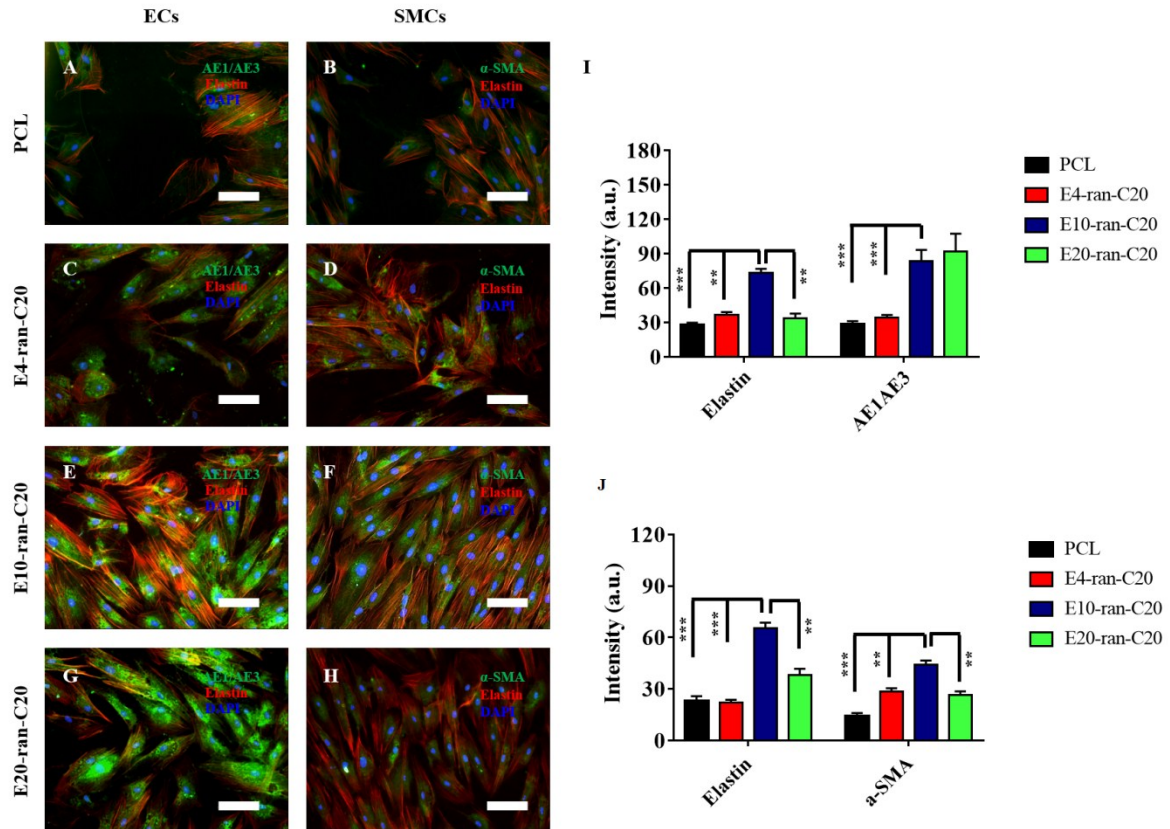 ECs
SMCs
PCL
A
AE1/AE3
Elastin
DAPI
B
α-SMA
Elastin
DAPI
E4-ran-C20
C
AE1/AE3
Elastin
DAPI
D
α-SMA
Elastin
DAPI
E10-ran-C20
E
AE1/AE3
Elastin
DAPI
F
α-SMA
Elastin
DAPI
E20-ran-C20
G
AE1/AE3
Elastin
DAPI
H
α-SMA
Elastin
DAPI
I
Intensity (a.u.)
180
150
120
90
60
30
0
***
**
**
***
***
Elastin
AE1AE3
PCL
E4-ran-C20
E10-ran-C20
E20-ran-C20
J
Intensity (a.u.)
120
90
60
30
0
***
***
**
***
**
**
Elastin
a-SMA
PCL
E4-ran-C20
E10-ran-C20
E20-ran-C20